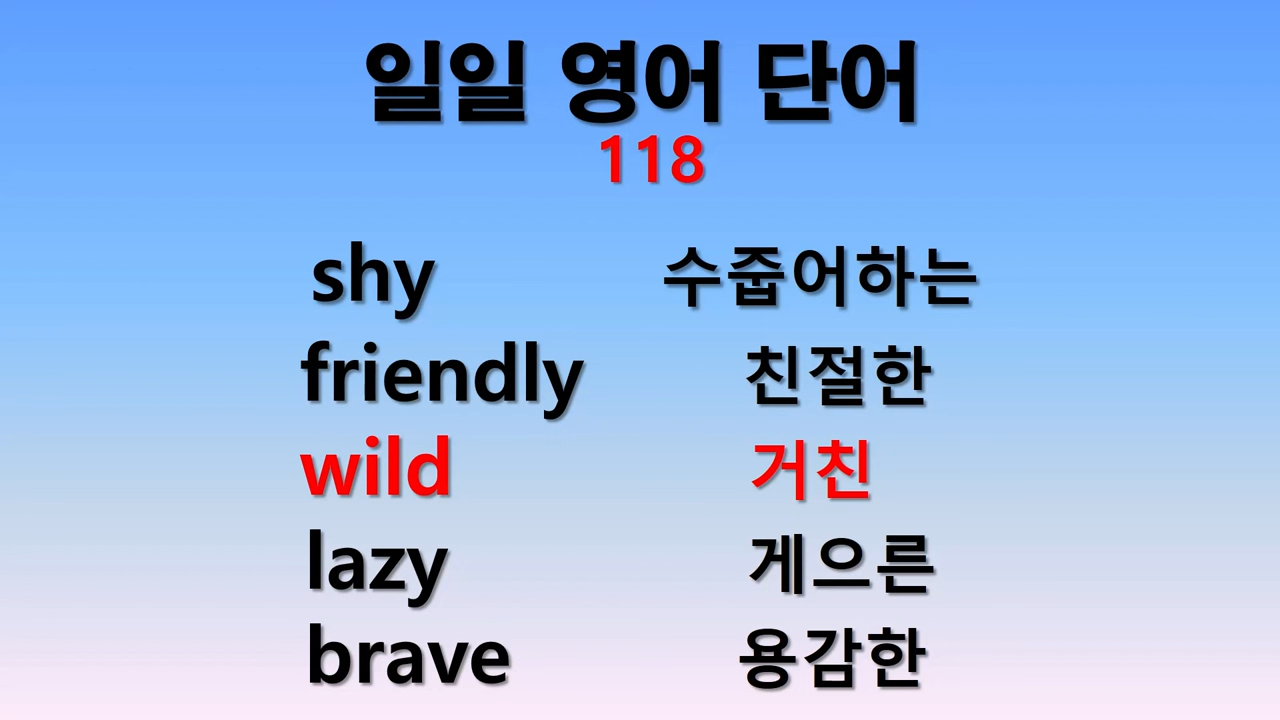 일일 영어 단어
118
shy 수줍어하는
friendly 친절한
wild 거친
lazy 게으른
brave 용감한